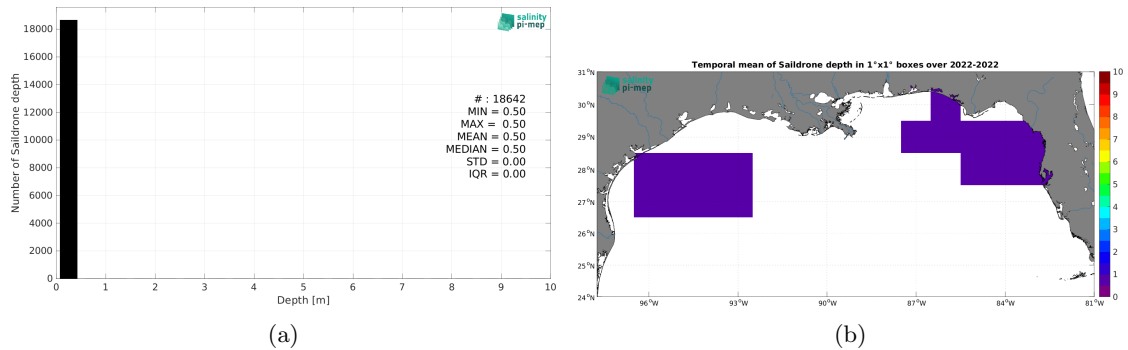 salinity
pi-mep
18000
16000
14000
12000
10000
8000
6000
4000
2000
0
Number of Saildrone depth
# : 18642
MIN = 0.50
MAX = 0.50
MEAN = 0.50
MEDIAN = 0.50
STD = 0.00
IQR = 0.00
0 1 2 3 4 5 6 7 8 9 10
Depth [m]
(a)
Temporal mean of Saildrone depth in 1°x1° boxes over 2022-2022
salinity
pi-mep
31°N
30°N
29°N
28°N
27°N
26°N
25°N
24°N
96°W 93°W 90°W 87°W 84°W 81°W
10
9
8
7
6
5
4
3
2
1
0
(b)